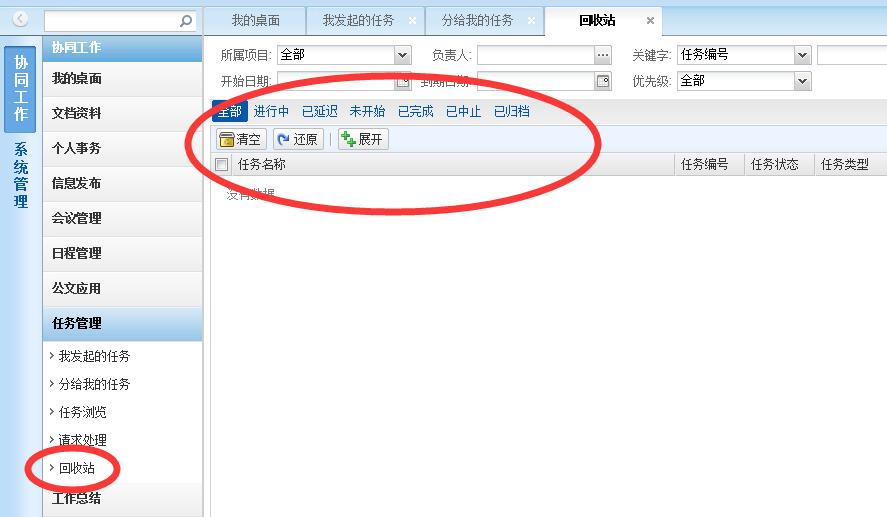 我的桌面 我发起的任务 分给我的任务 回收站
协同工作
系统管理
协同工作
我的桌面
文档资料
个人事务
信息发布
会议管理
日程管理
公文应用
任务管理
我发起的任务
分给我的任务
任务浏览
请求处理
回收站
工作总结
所属项目: 全部 负责人: 关键字: 任务编号
开始日期: 到期日期: 优先级: 全部
全部 进行中 已延迟 未开始 已完成 已中止 已归档
清空 还原 展开
任务名称 任务编号 任务状态 任务类型
没有数据